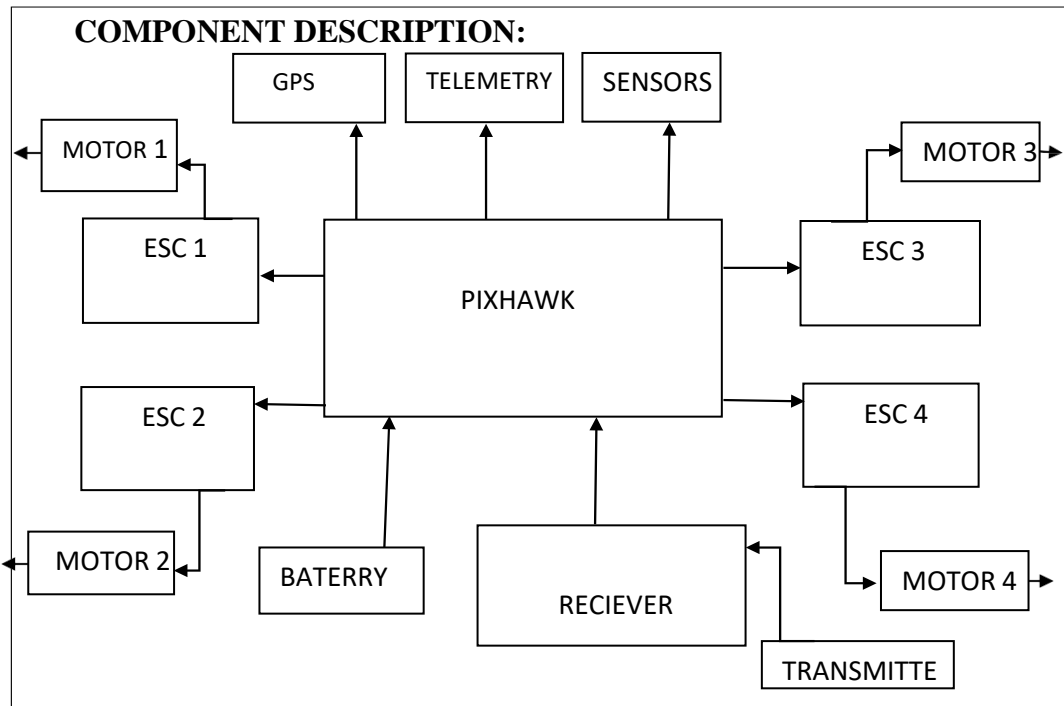 COMPONENT DESCRIPTION:
GPS
TELEMETRY
SENSORS
MOTOR 1
MOTOR 3
ESC 1
ESC 3
PIXHAWK
ESC 2
ESC 4
MOTOR 2
BATERRY
RECIEVER
MOTOR 4
TRANSMITTE